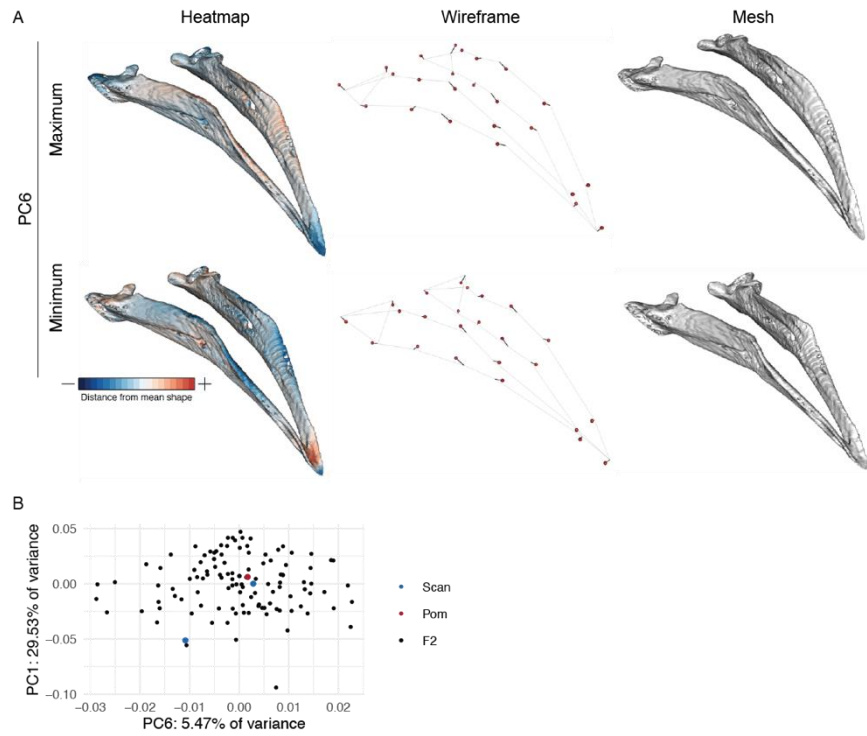 A
Heatmap
Wireframe
Mesh
PC6
Maximum
Minimum
— +
Distance from mean shape
B
PC1: 29.53% of variance
0.05
0.00
−0.05
−0.10
−0.03 −0.02 −0.01 0.00 0.01 0.02
PC6: 5.47% of variance
Scan
Pom
F2